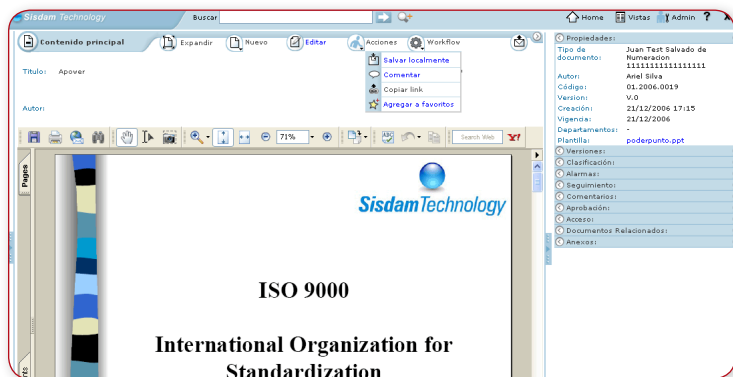 Sisdam Technology Buscar Home Vistas Admin ?
Contenido principal Expandir Nuevo Editar Acciones Workflow
Salvar localmente
Comentar
Copiar link
Agregar a favoritos
Titulo: Apover
Autor:
71% Search Web Y!
Pages
Sisdam Technology
ISO 9000
International Organization for
Standardization
Propiedades:
Tipo de documento: Juan Test Salvado de
Numeracion
11111111111111111
Autor: Ariel Silva
Código: 01.2006.0019
Version: V.0
Creación: 21/12/2006 17:15
Vigencia: 21/12/2006
Departamentos: -
Plantilla: poderpunto.ppt
Versiones:
Clasificación:
Alarmas:
Seguimiento:
Comentarios:
Aprobación:
Acceso:
Documentos Relacionados:
Anexos: